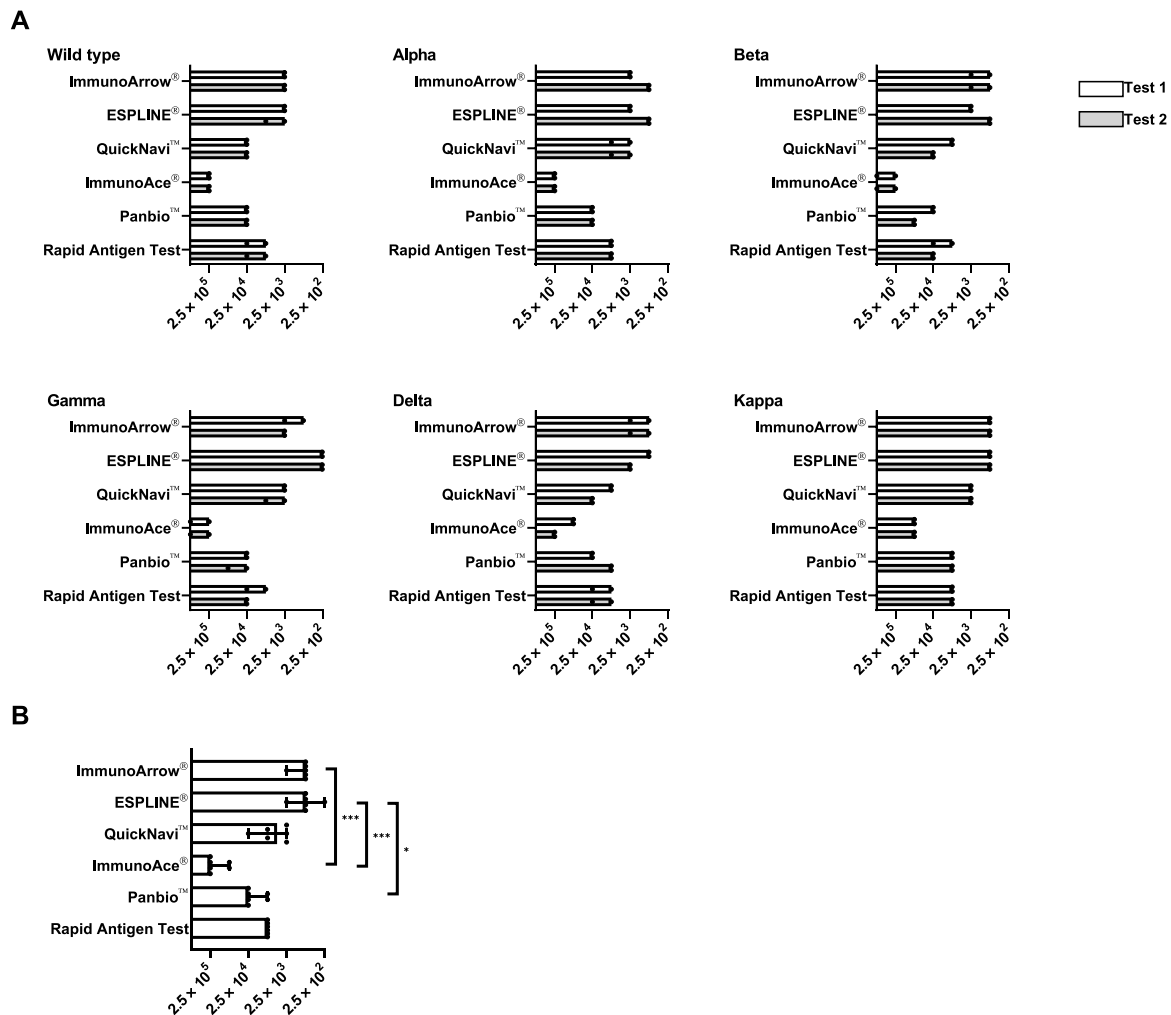 A
Wild type
ImmunoArrow®
ESPLINE®
QuickNavi™
ImmunoAce®
Panbio™
Rapid Antigen Test
2.5 × 10⁵
2.5 × 10⁴
2.5 × 10³
2.5 × 10²
Alpha
ImmunoArrow®
ESPLINE®
QuickNavi™
ImmunoAce®
Panbio™
Rapid Antigen Test
2.5 × 10⁵
2.5 × 10⁴
2.5 × 10³
2.5 × 10²
Beta
ImmunoArrow®
ESPLINE®
QuickNavi™
ImmunoAce®
Panbio™
Rapid Antigen Test
2.5 × 10⁵
2.5 × 10⁴
2.5 × 10³
2.5 × 10²
Test 1
Test 2
Gamma
ImmunoArrow®
ESPLINE®
QuickNavi™
ImmunoAce®
Panbio™
Rapid Antigen Test
2.5 × 10⁵
2.5 × 10⁴
2.5 × 10³
2.5 × 10²
Delta
ImmunoArrow®
ESPLINE®
QuickNavi™
ImmunoAce®
Panbio™
Rapid Antigen Test
2.5 × 10⁵
2.5 × 10⁴
2.5 × 10³
2.5 × 10²
Kappa
ImmunoArrow®
ESPLINE®
QuickNavi™
ImmunoAce®
Panbio™
Rapid Antigen Test
2.5 × 10⁵
2.5 × 10⁴
2.5 × 10³
2.5 × 10²
B
ImmunoArrow®
ESPLINE®
QuickNavi™
ImmunoAce®
Panbio™
Rapid Antigen Test
2.5 × 10⁵
2.5 × 10⁴
2.5 × 10³
2.5 × 10²
***
***
*